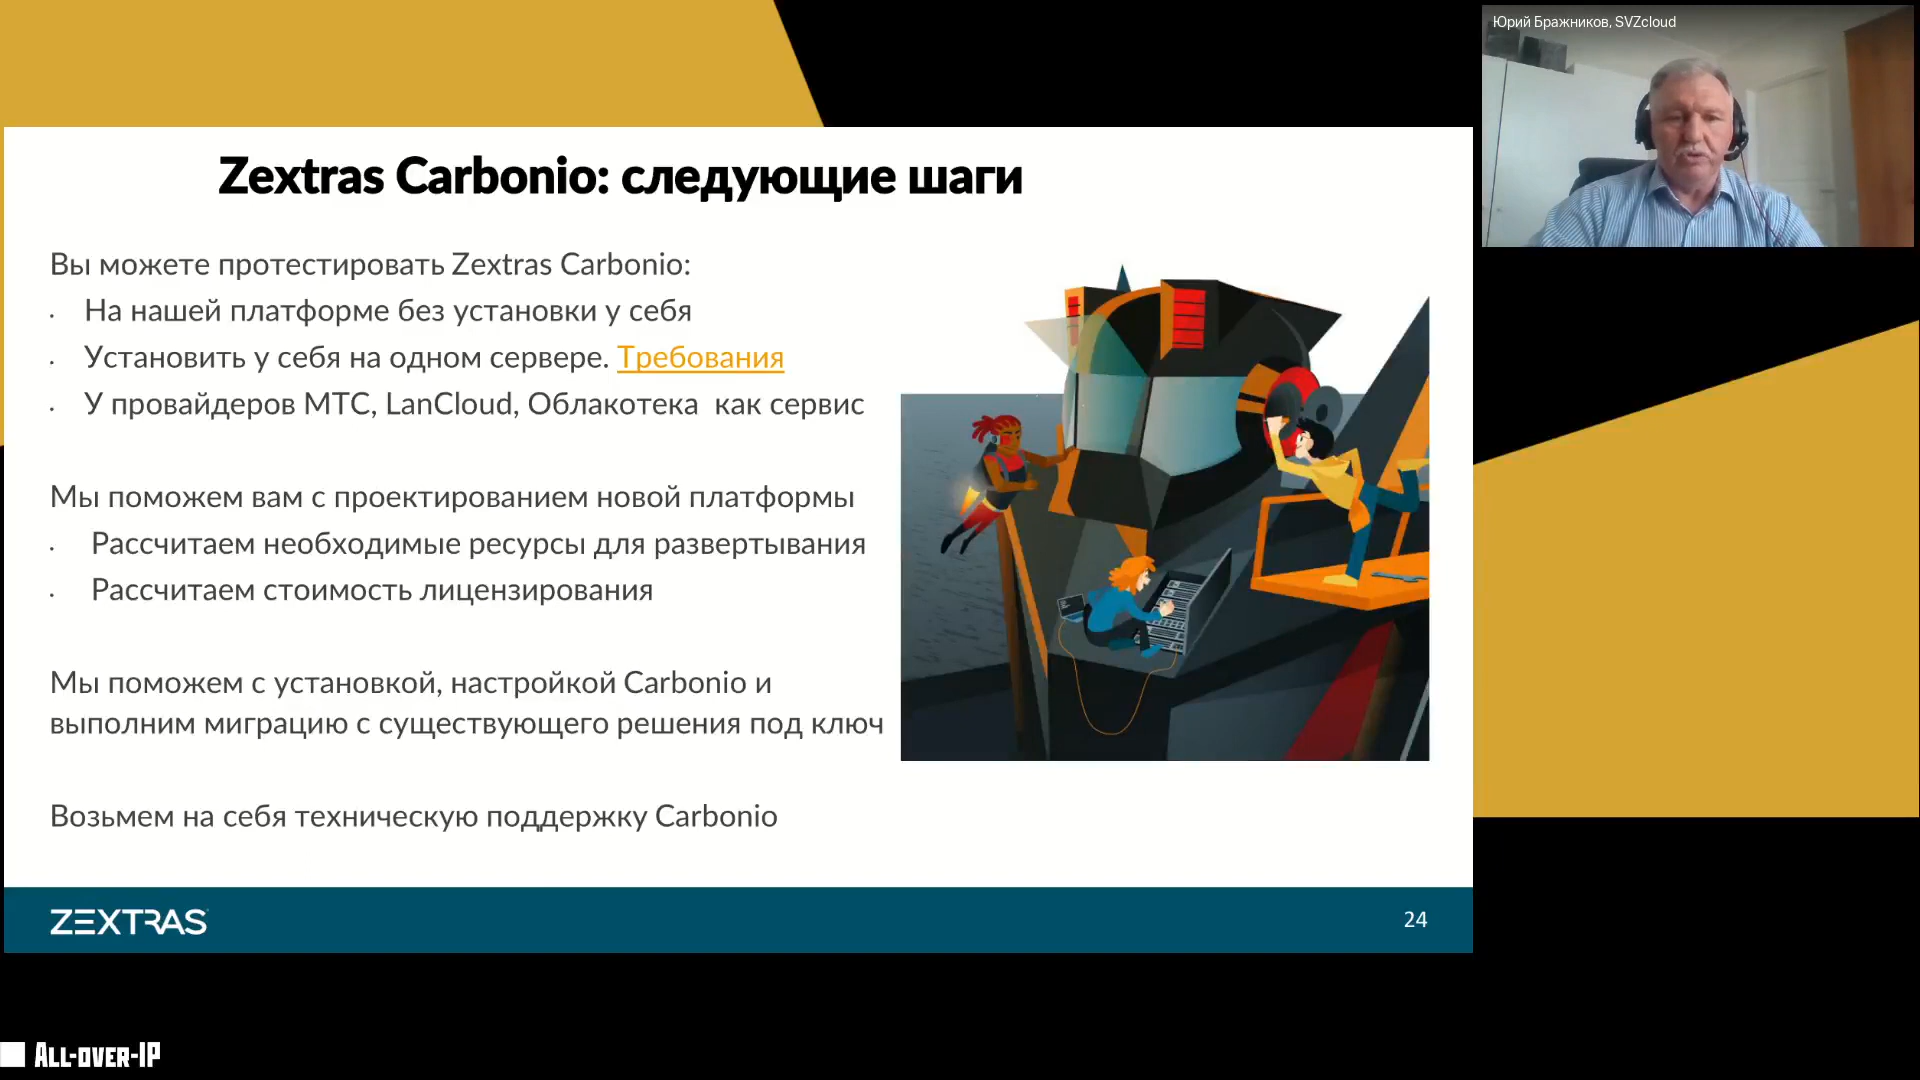 Юрий Бражников, SVZcloud
Zextras Carbonio: следующие шаги
Вы можете протестировать Zextras Carbonio:
· На нашей платформе без установки у себя
· Установить у себя на одном сервере. Требования
· У провайдеров МТС, LanCloud, Облакотека как сервис
Мы поможем вам с проектированием новой платформы
· Рассчитаем необходимые ресурсы для развертывания
· Рассчитаем стоимость лицензирования
Мы поможем с установкой, настройкой Carbonio и
выполним миграцию с существующего решения под ключ
Возьмем на себя техническую поддержку Carbonio
ZEXTRAS
24
ALL-OVER-IP